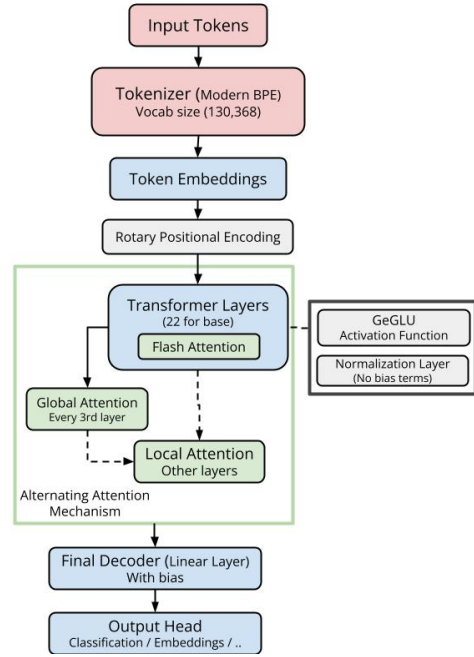 Input Tokens
Tokenizer (Modern BPE)
Vocab size (130,368)
Token Embeddings
Rotary Positional Encoding
Transformer Layers
(22 for base)
Flash Attention
GeGLU
Activation Function
Normalization Layer
(No bias terms)
Global Attention
Every 3rd layer
Local Attention
Other layers
Alternating Attention
Mechanism
Final Decoder (Linear Layer)
With bias
Output Head
Classification / Embeddings / ..